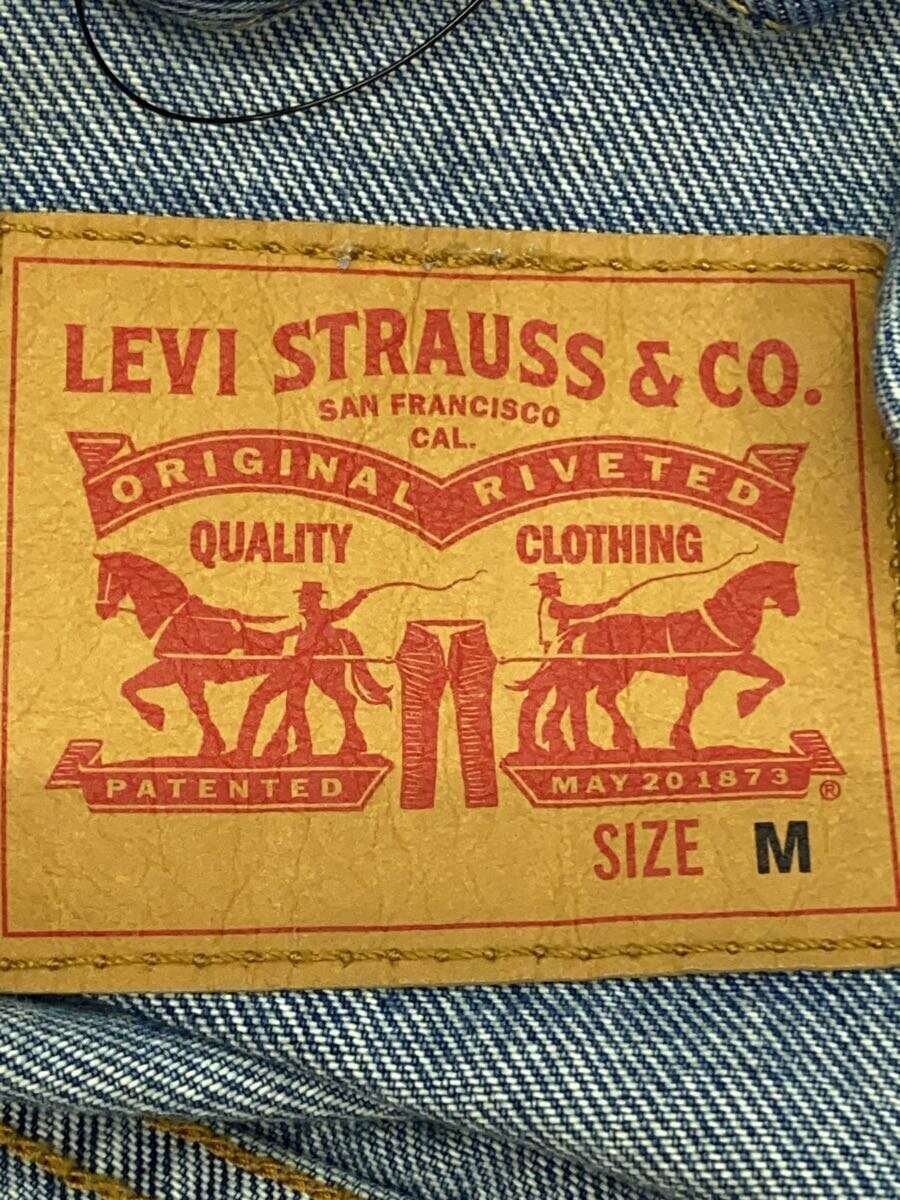 LEVI STRAUSS & CO.
SAN FRANCISCO
CAL.
ORIGINAL RIVETED
QUALITY CLOTHING
PATENTED MAY 20 1873 ®
SIZE M